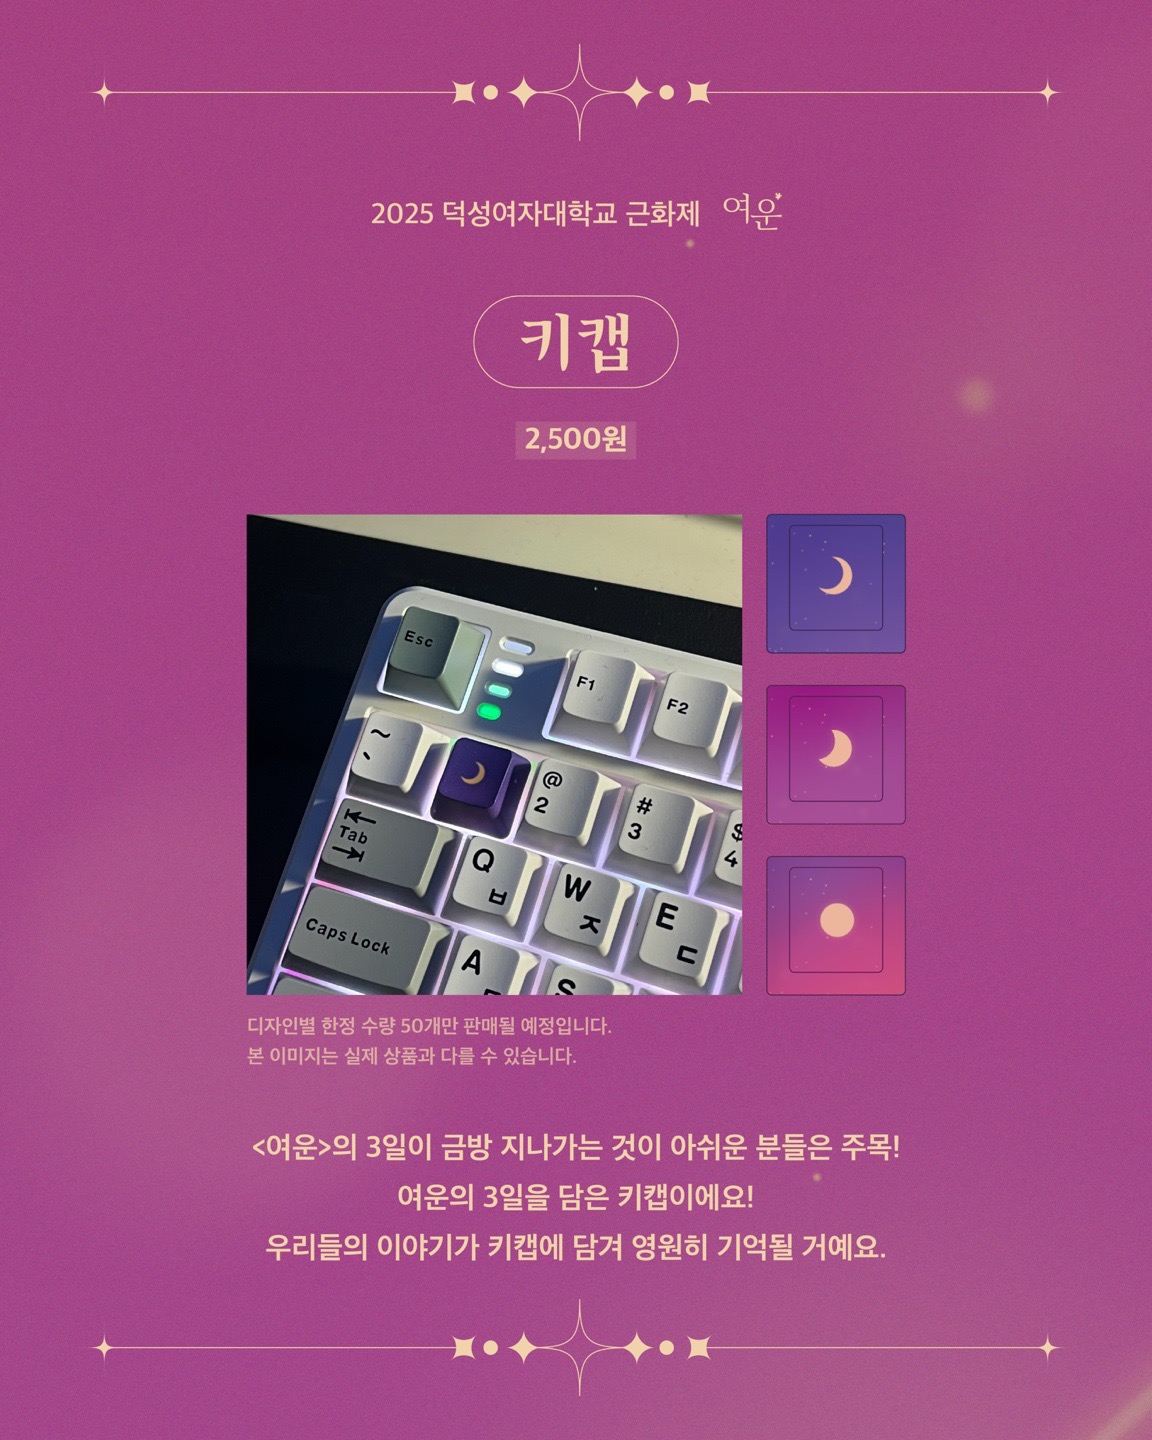 2025 덕성여자대학교 근화제 여운
키캡
2,500원
Esc
F1
F2
~
`
@
2
#
3
$
4
Tab
Q
ㅂ
W
ㅈ
E
ㄷ
Caps Lock
A
S
디자인별 한정 수량 50개만 판매될 예정입니다.
본 이미지는 실제 상품과 다를 수 있습니다.
<여운>의 3일이 금방 지나가는 것이 아쉬운 분들은 주목!
여운의 3일을 담은 키캡이에요!
우리들의 이야기가 키캡에 담겨 영원히 기억될 거예요.